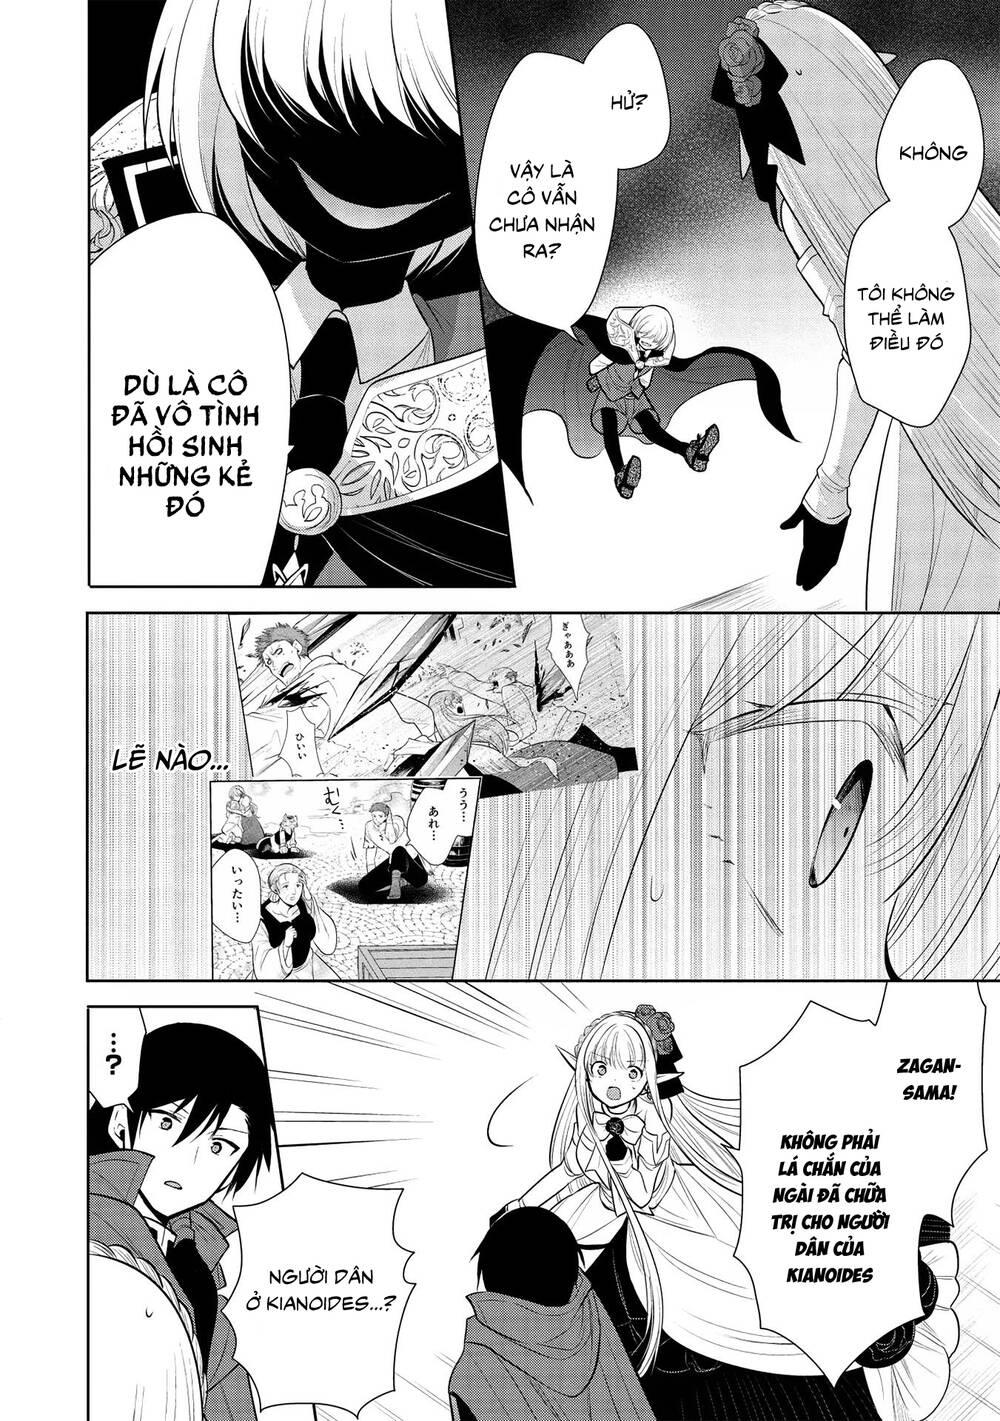 KHÔNG
TÔI KHÔNG
THỂ LÀM
ĐIỀU ĐÓ
HỬ?
VẬY LÀ
CÔ VẪN
CHƯA NHẬN
RA?
DÙ LÀ CÔ
ĐÃ VÔ TÌNH
HỒI SINH
NHỮNG KẺ
ĐÓ
ぎゃあああ
ひいい
LẼ NÀO...
うう…
あれ…
むく…
いったい…
ZAGAN-
SAMA!
KHÔNG PHẢI
LÁ CHẮN CỦA
NGÀI ĐÃ CHỮA
TRỊ CHO NGƯỜI
DÂN CỦA
KIANOIDES
NGƯỜI DÂN
Ở KIANOIDES...?
...?